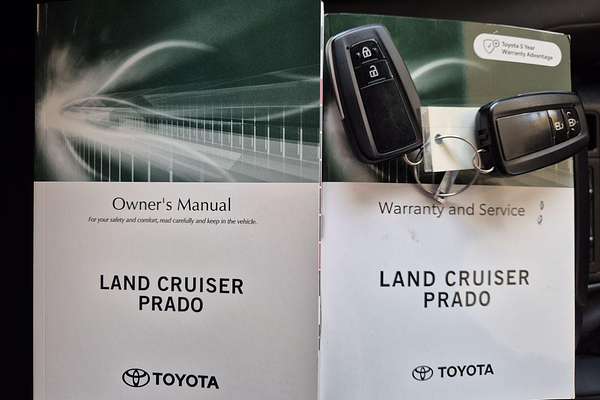 Owner's Manual
For your safety and comfort, read carefully and keep in the vehicle.
LAND CRUISER
PRADO
TOYOTA
Toyota 5 Year
Warranty Advantage
Warranty and Service
LAND CRUISER
PRADO
TOYOTA